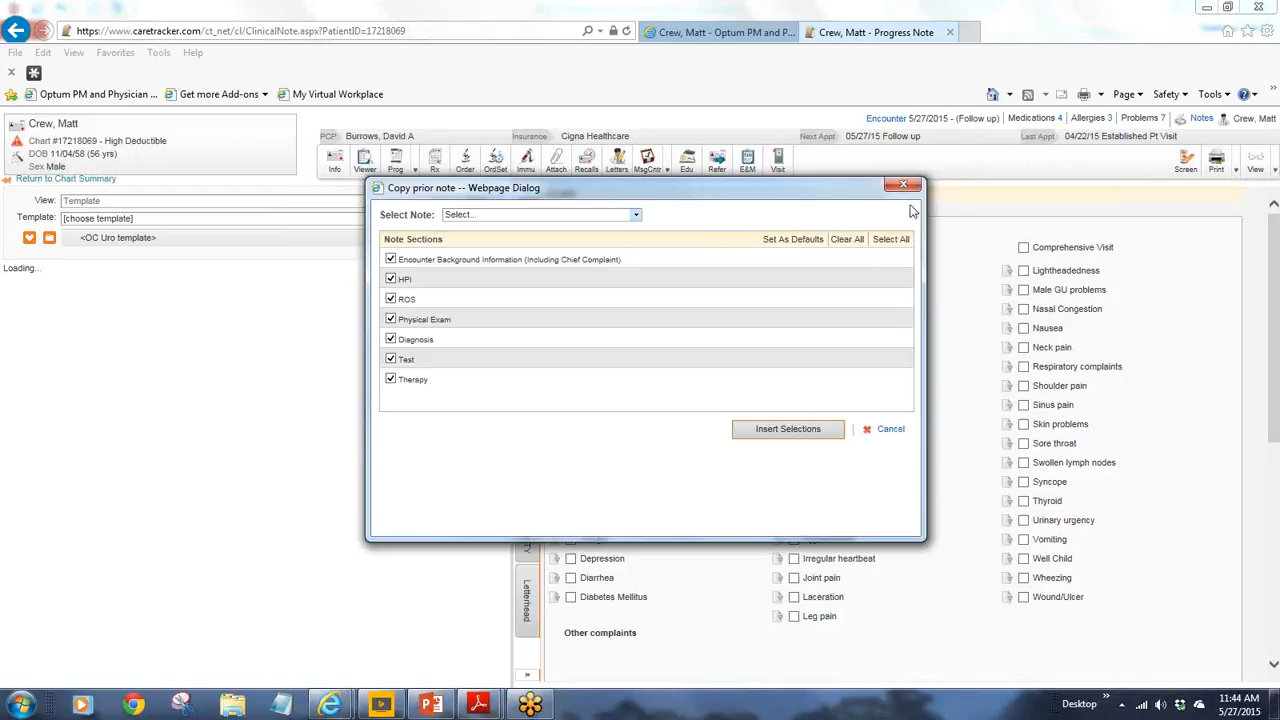 https://www.caretracker.com/ct_net/cl/ClinicalNote.aspx?PatientID=17218069
Crew, Matt - Optum PM and P...
Crew, Matt - Progress Note
File Edit View Favorites Tools Help
Optum PM and Physician ...
Get more Add-ons
My Virtual Workplace
Page Safety Tools
Crew, Matt
Chart #17218069 - High Deductible
DOB 11/04/58 (56 yrs)
Sex Male
Return to Chart Summary
Encounter 5/27/2015 - (Follow up) Medications 4 Allergies 3 Problems 7 Notes Crew, Matt
PCP Burrows, David A Insurance Cigna Healthcare Next Appt 05/27/15 Follow up Last Appt 04/22/15 Established Pt Visit
Info Viewer Prog Rx Order OrdSet Immu Attach Recalls Letters MsgCntr Edu Refer E&M Visit Screen Print View
View: Template
Template: [choose template]
<OC Uro template>
Loading...
Copy prior note -- Webpage Dialog
Select Note: Select...
Note Sections Set As Defaults Clear All Select All
Encounter Background Information (Including Chief Complaint)
HPI
ROS
Physical Exam
Diagnosis
Test
Therapy
Insert Selections Cancel
Comprehensive Visit
Lightheadedness
Male GU problems
Nasal Congestion
Nausea
Neck pain
Respiratory complaints
Shoulder pain
Sinus pain
Skin problems
Sore throat
Swollen lymph nodes
Syncope
Thyroid
Urinary urgency
Vomiting
Depression Irregular heartbeat Well Child
Diarrhea Joint pain Wheezing
Diabetes Mellitus Laceration Wound/Ulcer
Leg pain
Other complaints
Letterhead
Desktop
11:44 AM
5/27/2015